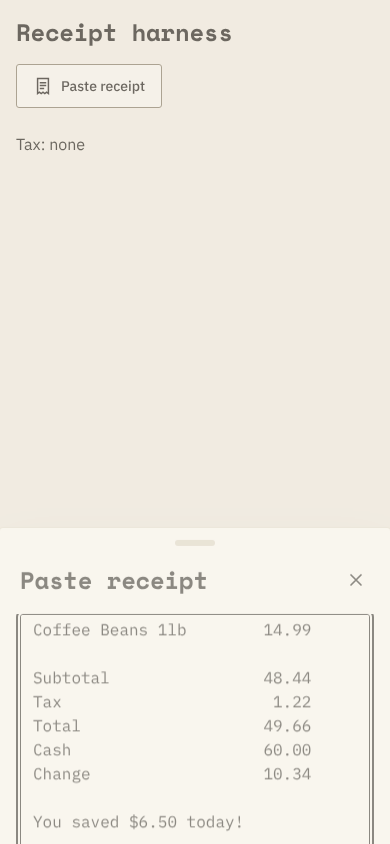 Receipt harness
Paste receipt
Tax: none
Paste receipt
Coffee Beans 1lb        14.99
Subtotal                48.44
Tax                      1.22
Total                   49.66
Cash                    60.00
Change                  10.34
You saved $6.50 today!